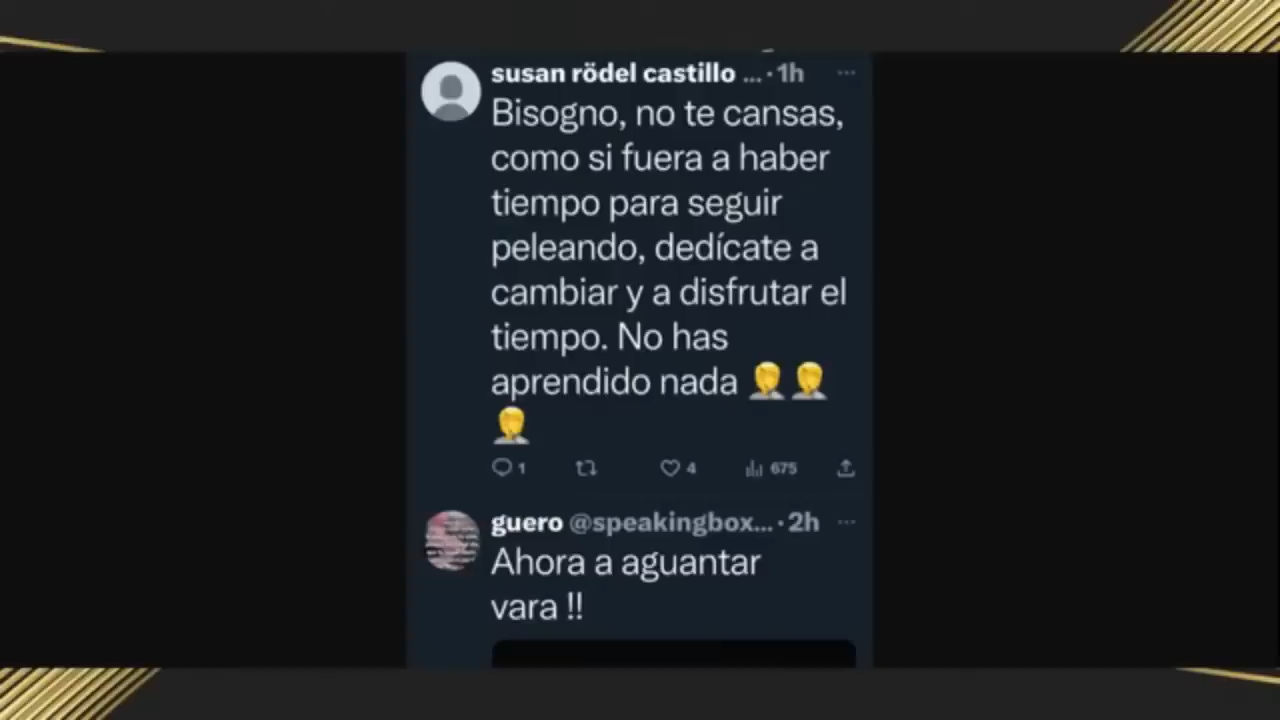 susan rödel castillo ... · 1h
Bisogno, no te cansas,
como si fuera a haber
tiempo para seguir
peleando, dedícate a
cambiar y a disfrutar el
tiempo. No has
aprendido nada 🤦🤦
🤦
1 4 675
guero @speakingbox... · 2h
Ahora a aguantar
vara !!